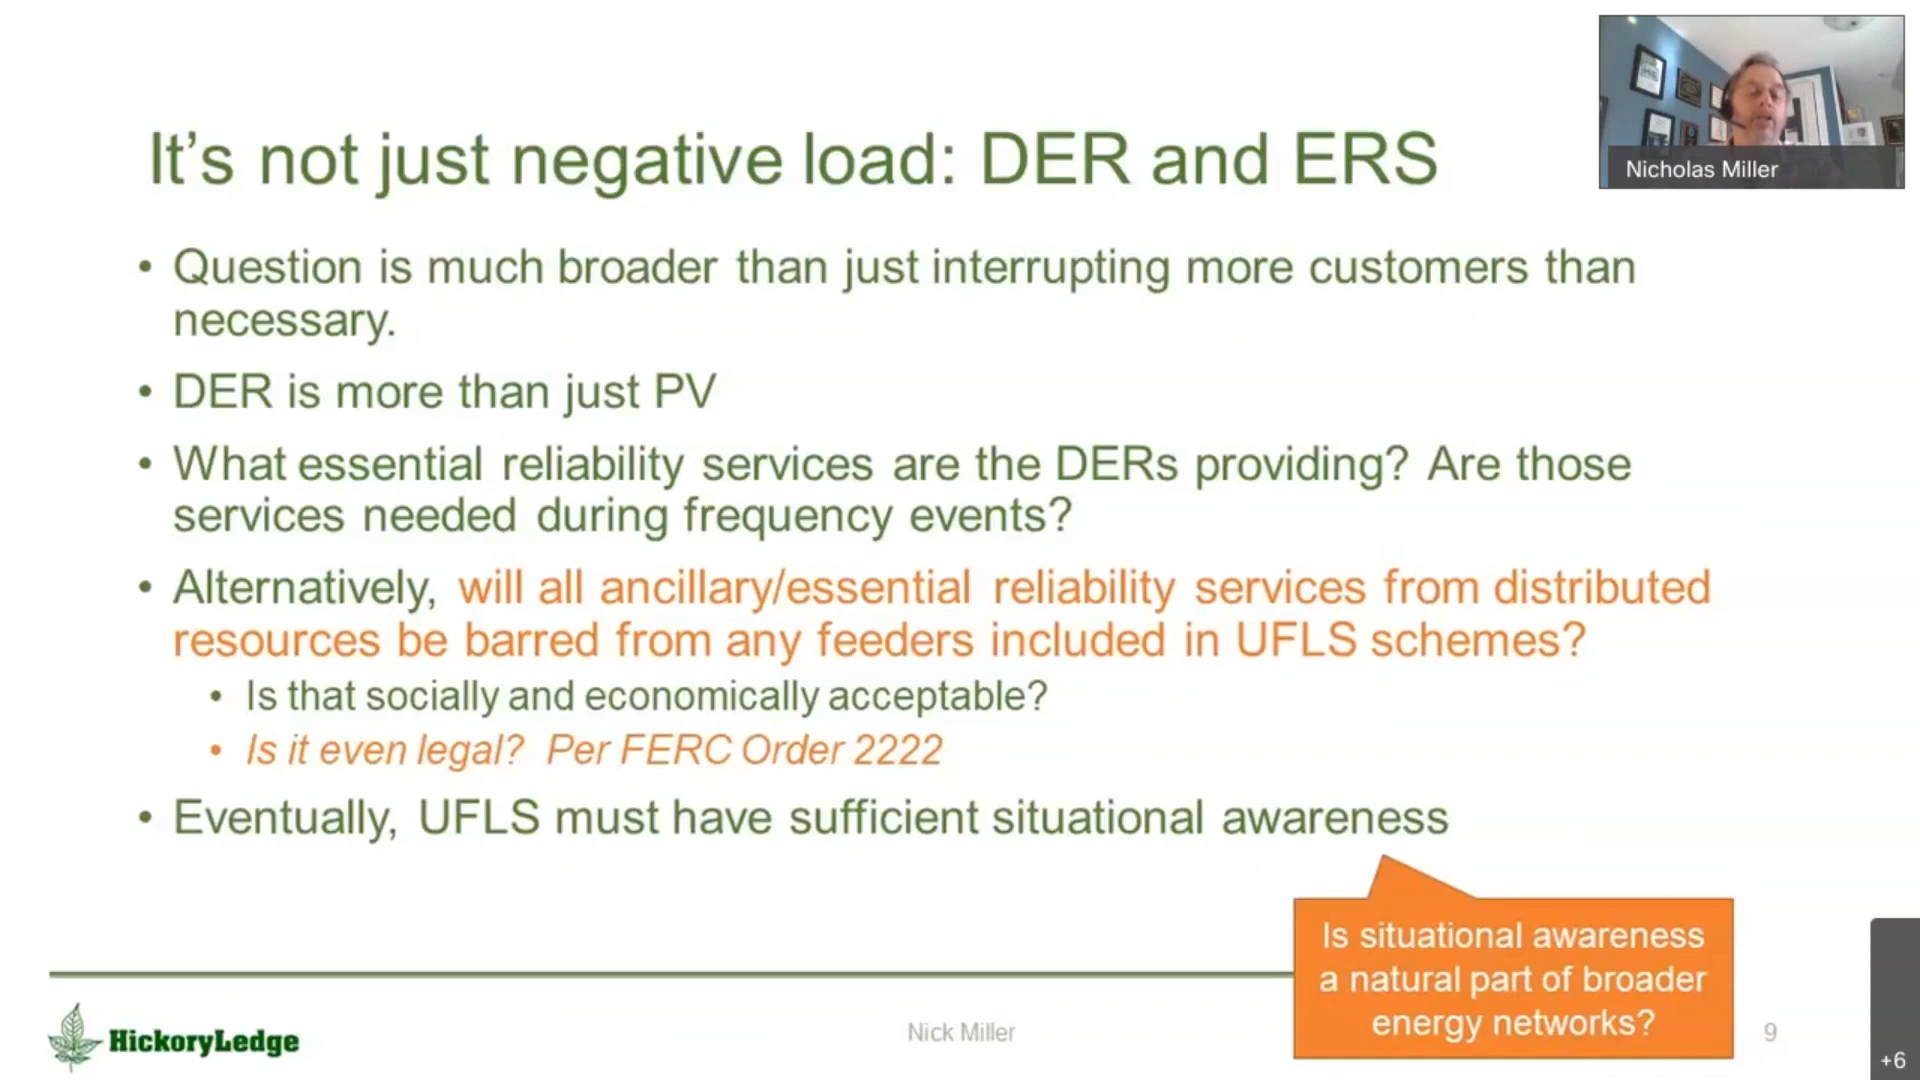 Nicholas Miller
It's not just negative load: DER and ERS
• Question is much broader than just interrupting more customers than
necessary.
• DER is more than just PV
• What essential reliability services are the DERs providing? Are those
services needed during frequency events?
• Alternatively, will all ancillary/essential reliability services from distributed
resources be barred from any feeders included in UFLS schemes?
• Is that socially and economically acceptable?
• Is it even legal? Per FERC Order 2222
• Eventually, UFLS must have sufficient situational awareness
Is situational awareness
a natural part of broader
energy networks?
HickoryLedge
Nick Miller
9
+6